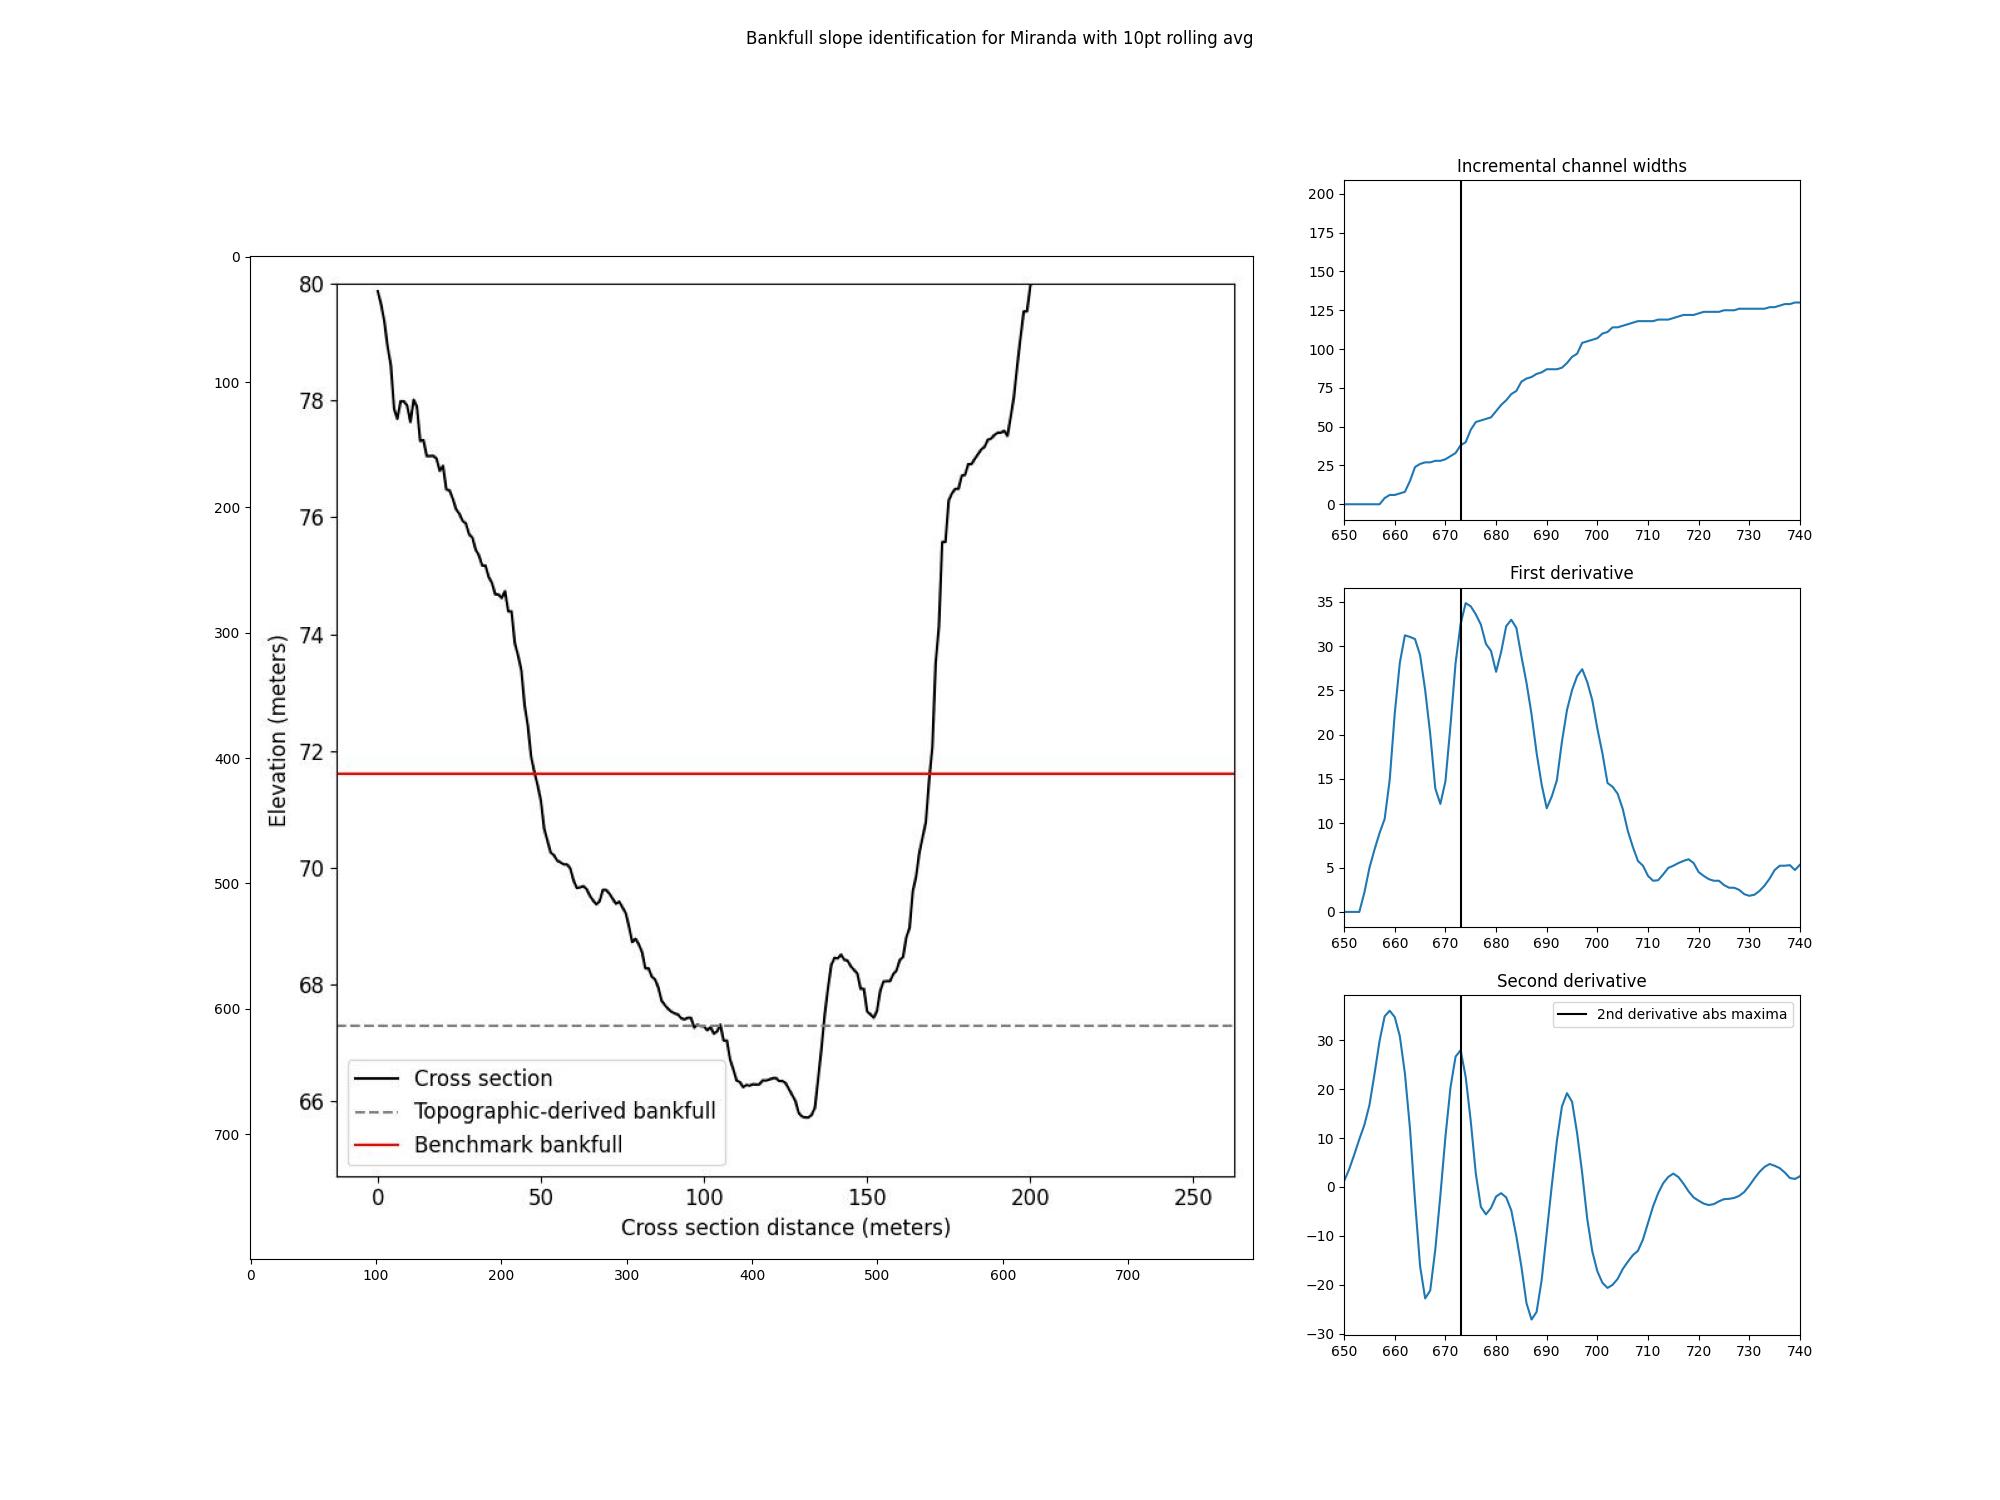 Bankfull slope identification for Miranda with 10pt rolling avg
0
100
200
300
400
500
600
700
80
78
76
74
72
70
68
66
Elevation (meters)
Cross section
Topographic-derived bankfull
Benchmark bankfull
0 50 100 150 200 250
Cross section distance (meters)
0 100 200 300 400 500 600 700
Incremental channel widths
200
175
150
125
100
75
50
25
0
650 660 670 680 690 700 710 720 730 740
First derivative
35
30
25
20
15
10
5
0
650 660 670 680 690 700 710 720 730 740
Second derivative
2nd derivative abs maxima
30
20
10
0
−10
−20
−30
650 660 670 680 690 700 710 720 730 740